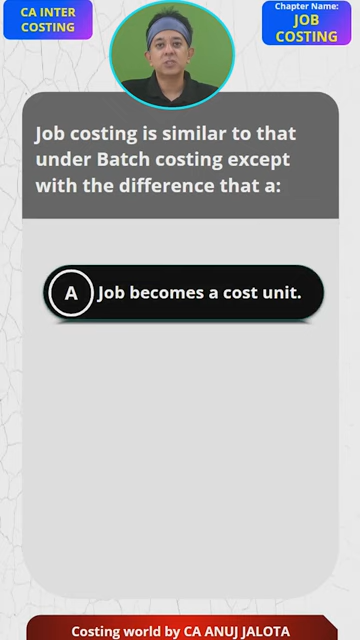 CA INTER
COSTING
Chapter Name:
JOB
COSTING
Job costing is similar to that
under Batch costing except
with the difference that a:
A Job becomes a cost unit.
Costing world by CA ANUJ JALOTA